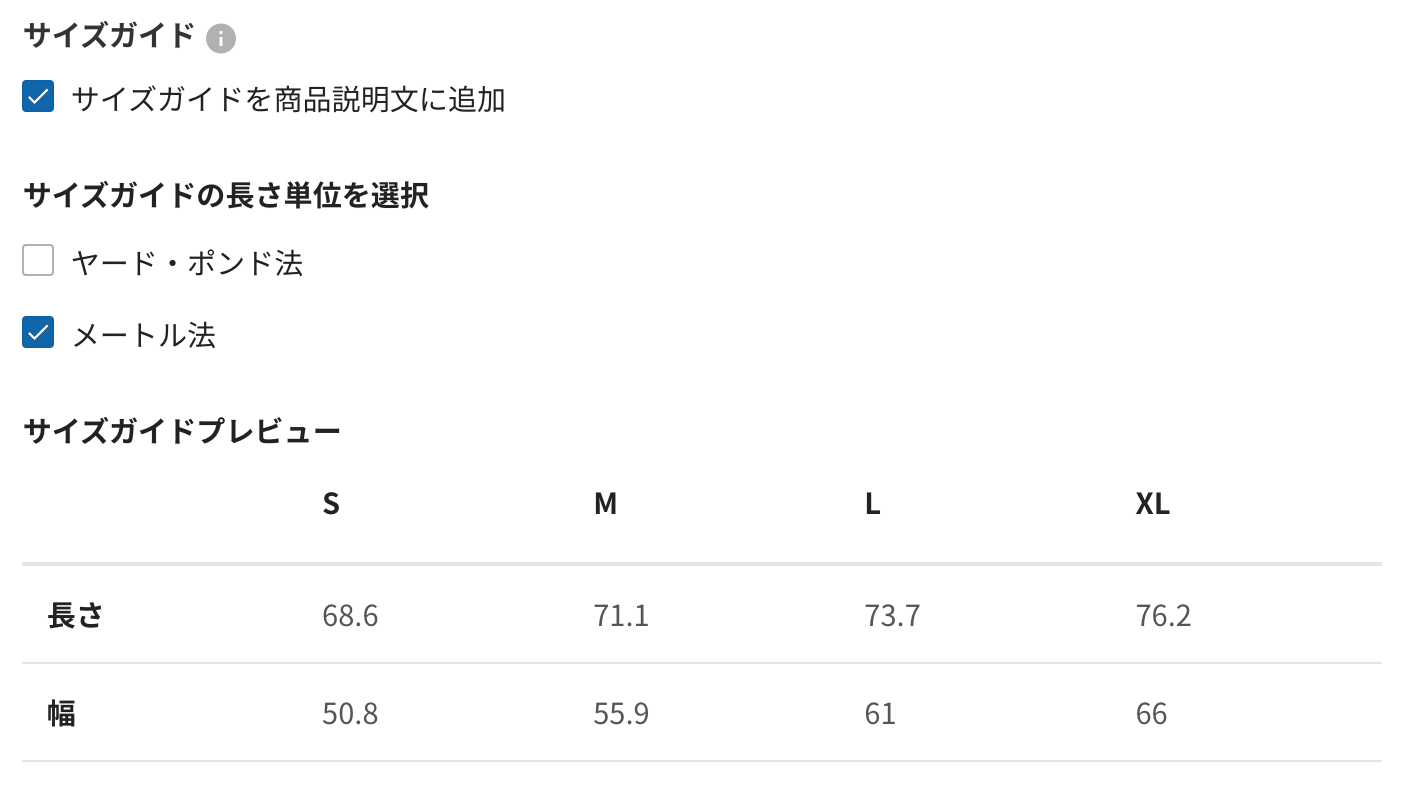 サイズガイド
サイズガイドを商品説明文に追加
サイズガイドの長さ単位を選択
ヤード・ポンド法
メートル法
サイズガイドプレビュー
S M L XL
長さ 68.6 71.1 73.7 76.2
幅 50.8 55.9 61 66